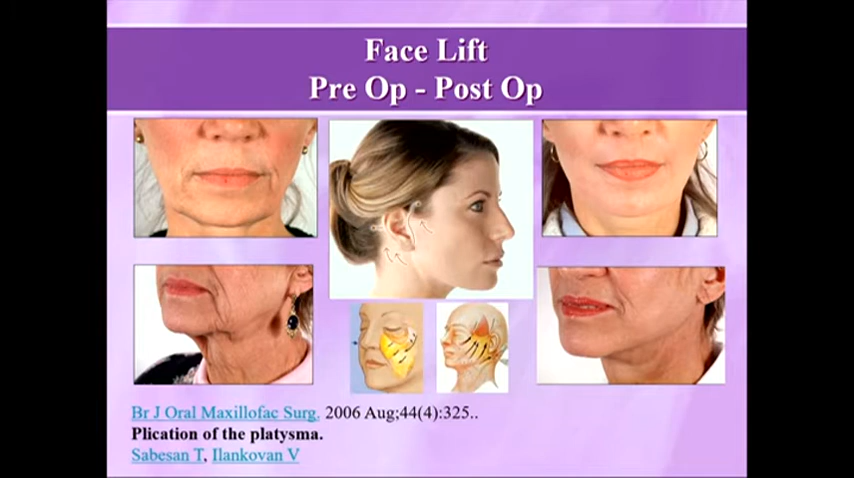 Face Lift
Pre Op - Post Op
Br J Oral Maxillofac Surg. 2006 Aug;44(4):325..
Plication of the platysma.
Sabesan T, Ilankovan V